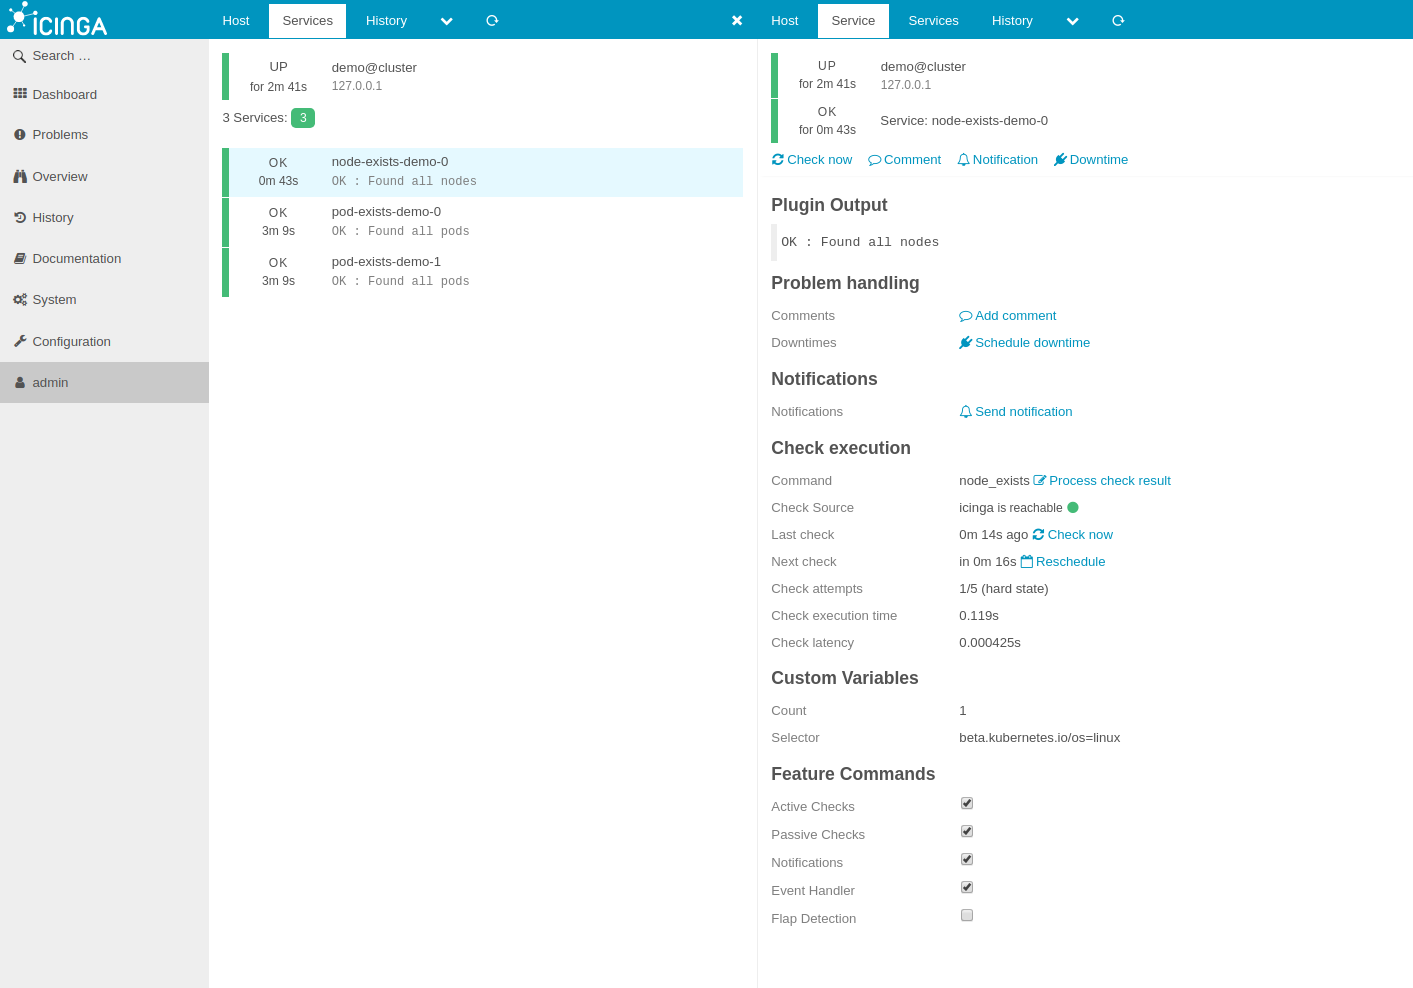 icinga
Search …
Dashboard
Problems
Overview
History
Documentation
System
Configuration
admin
Host Services History
demo@cluster
UP
for 2m 41s 127.0.0.1
3 Services: 3
OK node-exists-demo-0
0m 43s OK : Found all nodes
OK pod-exists-demo-0
3m 9s OK : Found all pods
OK pod-exists-demo-1
3m 9s OK : Found all pods
Host Service Services History
UP demo@cluster
for 2m 41s 127.0.0.1
OK
for 0m 43s Service: node-exists-demo-0
Check now Comment Notification Downtime
Plugin Output
OK : Found all nodes
Problem handling
Comments Add comment
Downtimes Schedule downtime
Notifications
Notifications Send notification
Check execution
Command node_exists Process check result
Check Source icinga is reachable
Last check 0m 14s ago Check now
Next check in 0m 16s Reschedule
Check attempts 1/5 (hard state)
Check execution time 0.119s
Check latency 0.000425s
Custom Variables
Count 1
Selector beta.kubernetes.io/os=linux
Feature Commands
Active Checks
Passive Checks
Notifications
Event Handler
Flap Detection